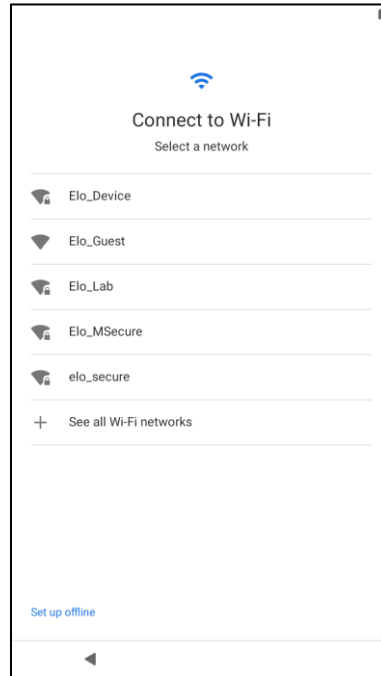 Connect to Wi-Fi
Select a network
Elo_Device
Elo_Guest
Elo_Lab
Elo_MSecure
elo_secure
See all Wi-Fi networks
Set up offline